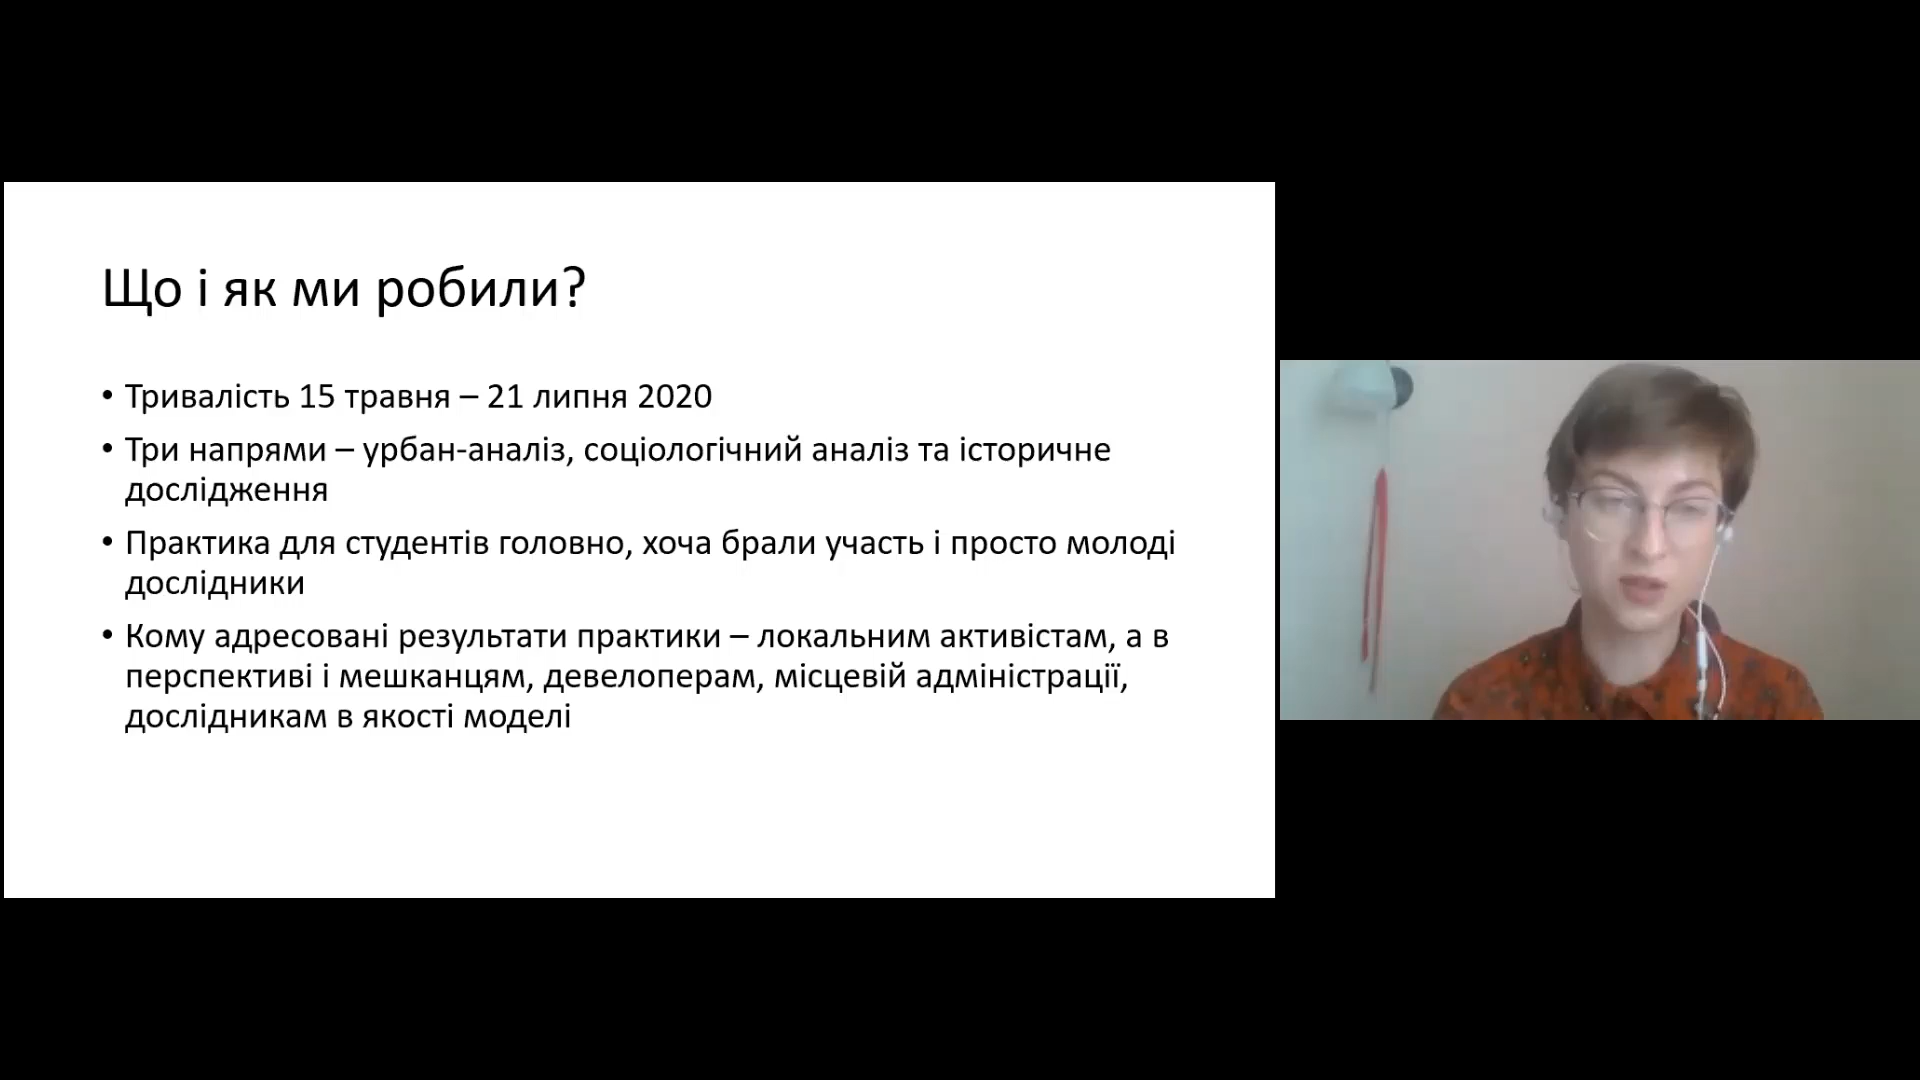 Що і як ми робили?
• Тривалість 15 травня – 21 липня 2020
• Три напрями – урбан-аналіз, соціологічний аналіз та історичне
дослідження
• Практика для студентів головно, хоча брали участь і просто молоді
дослідники
• Кому адресовані результати практики – локальним активістам, а в
перспективі і мешканцям, девелоперам, місцевій адміністрації,
дослідникам в якості моделі